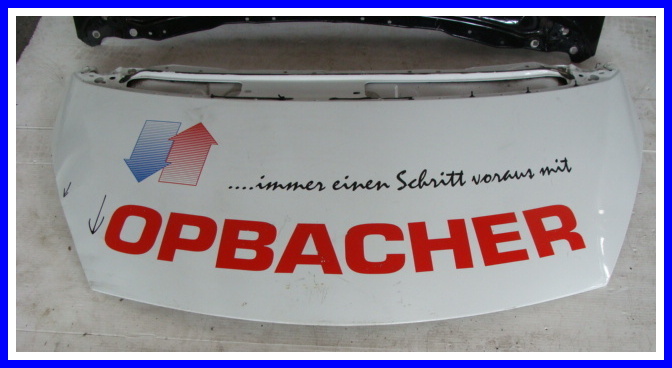 ....immer einen Schritt voraus mit
OPBACHER